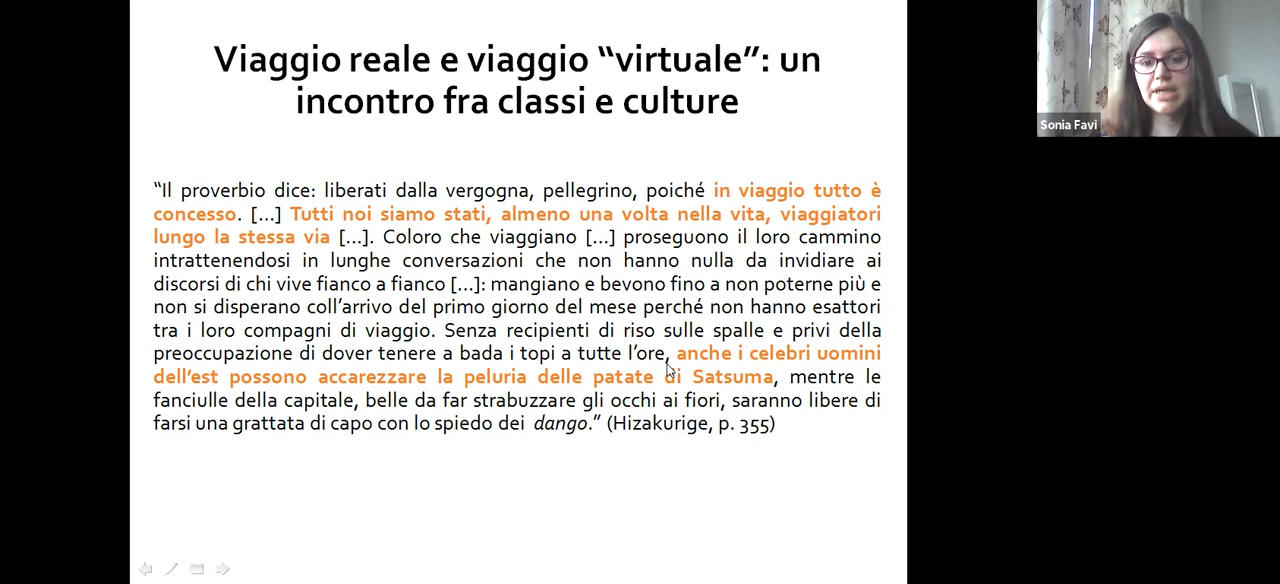 Viaggio reale e viaggio “virtuale”: un
incontro fra classi e culture
Sonia Favi
“Il proverbio dice: liberati dalla vergogna, pellegrino, poiché in viaggio tutto è
concesso. [...] Tutti noi siamo stati, almeno una volta nella vita, viaggiatori
lungo la stessa via [...]. Coloro che viaggiano [...] proseguono il loro cammino
intrattenendosi in lunghe conversazioni che non hanno nulla da invidiare ai
discorsi di chi vive fianco a fianco [...]: mangiano e bevono fino a non poterne più e
non si disperano coll’arrivo del primo giorno del mese perché non hanno esattori
tra i loro compagni di viaggio. Senza recipienti di riso sulle spalle e privi della
preoccupazione di dover tenere a bada i topi a tutte l’ore, anche i celebri uomini
dell’est possono accarezzare la peluria delle patate di Satsuma, mentre le
fanciulle della capitale, belle da far strabuzzare gli occhi ai fiori, saranno libere di
farsi una grattata di capo con lo spiedo dei dango.” (Hizakurige, p. 355)